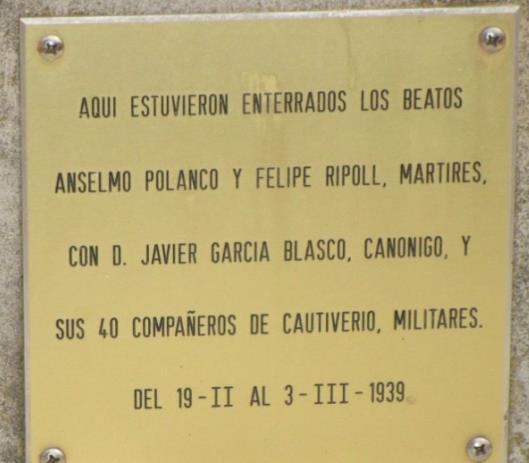 AQUI ESTUVIERON ENTERRADOS LOS BEATOS
ANSELMO POLANCO Y FELIPE RIPOLL, MARTIRES,
CON D. JAVIER GARCIA BLASCO, CANONIGO, Y
SUS 40 COMPAÑEROS DE CAUTIVERIO, MILITARES.
DEL 19-II AL 3-III-1939